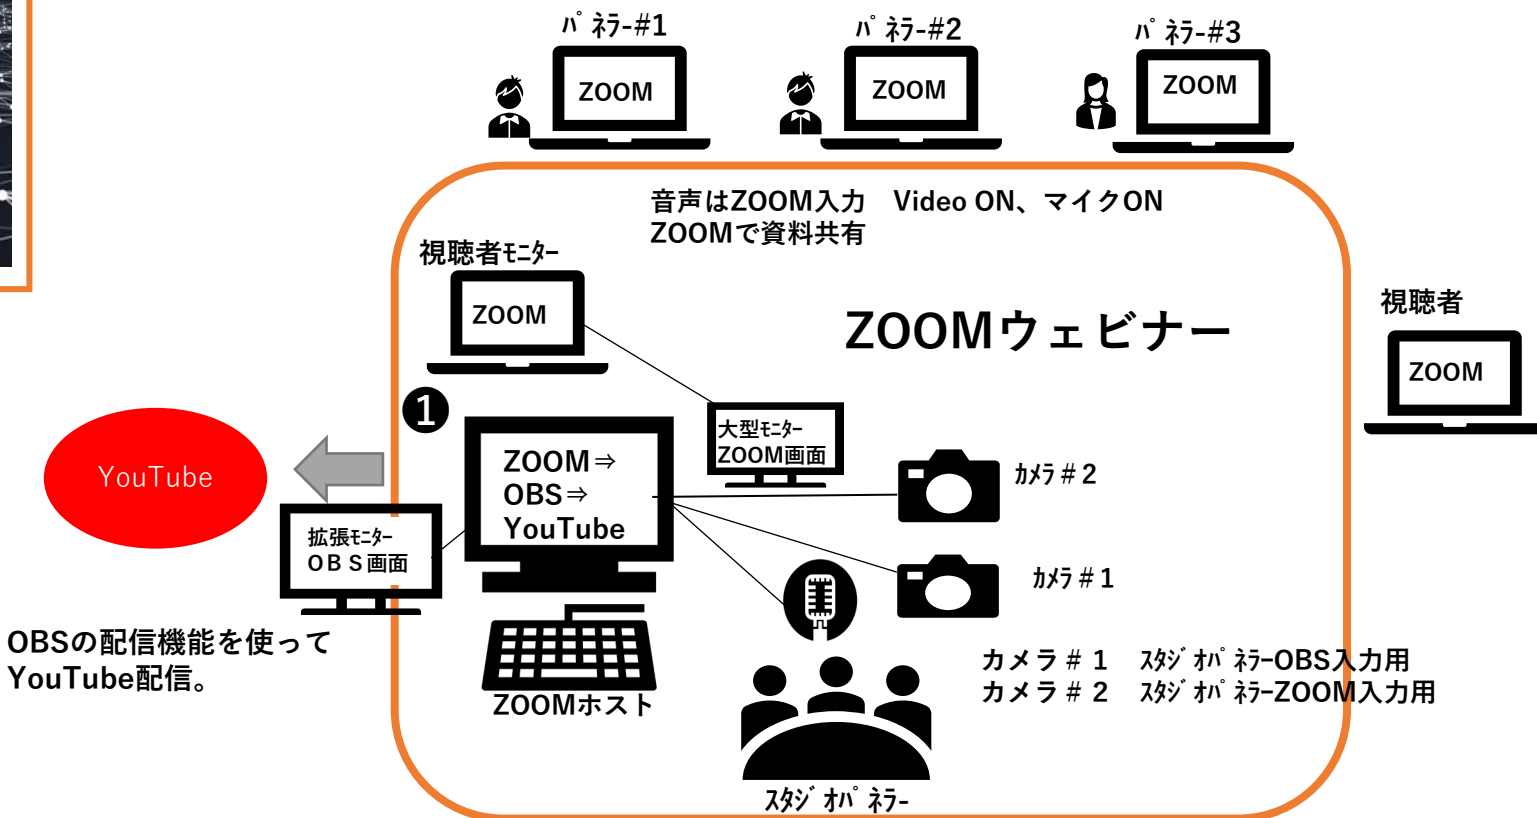 パネラー#1
パネラー#2
パネラー#3
ZOOM
ZOOM
ZOOM
音声はZOOM入力　Video ON、マイクON
ZOOMで資料共有
視聴者ﾓﾆﾀｰ
ZOOM
ZOOMウェビナー
視聴者
ZOOM
❶
大型ﾓﾆﾀｰ
ZOOM画面
YouTube
ZOOM⇒
OBS⇒
YouTube
ｶﾒﾗ＃２
拡張ﾓﾆﾀｰ
ＯＢＳ画面
ｶﾒﾗ＃１
OBSの配信機能を使って
YouTube配信。
ZOOMホスト
カメラ＃１　ｽﾀｼﾞｵﾊﾟﾈﾗｰOBS入力用
カメラ＃２　ｽﾀｼﾞｵﾊﾟﾈﾗｰZOOM入力用
ｽﾀｼﾞｵﾊﾟﾈﾗｰ